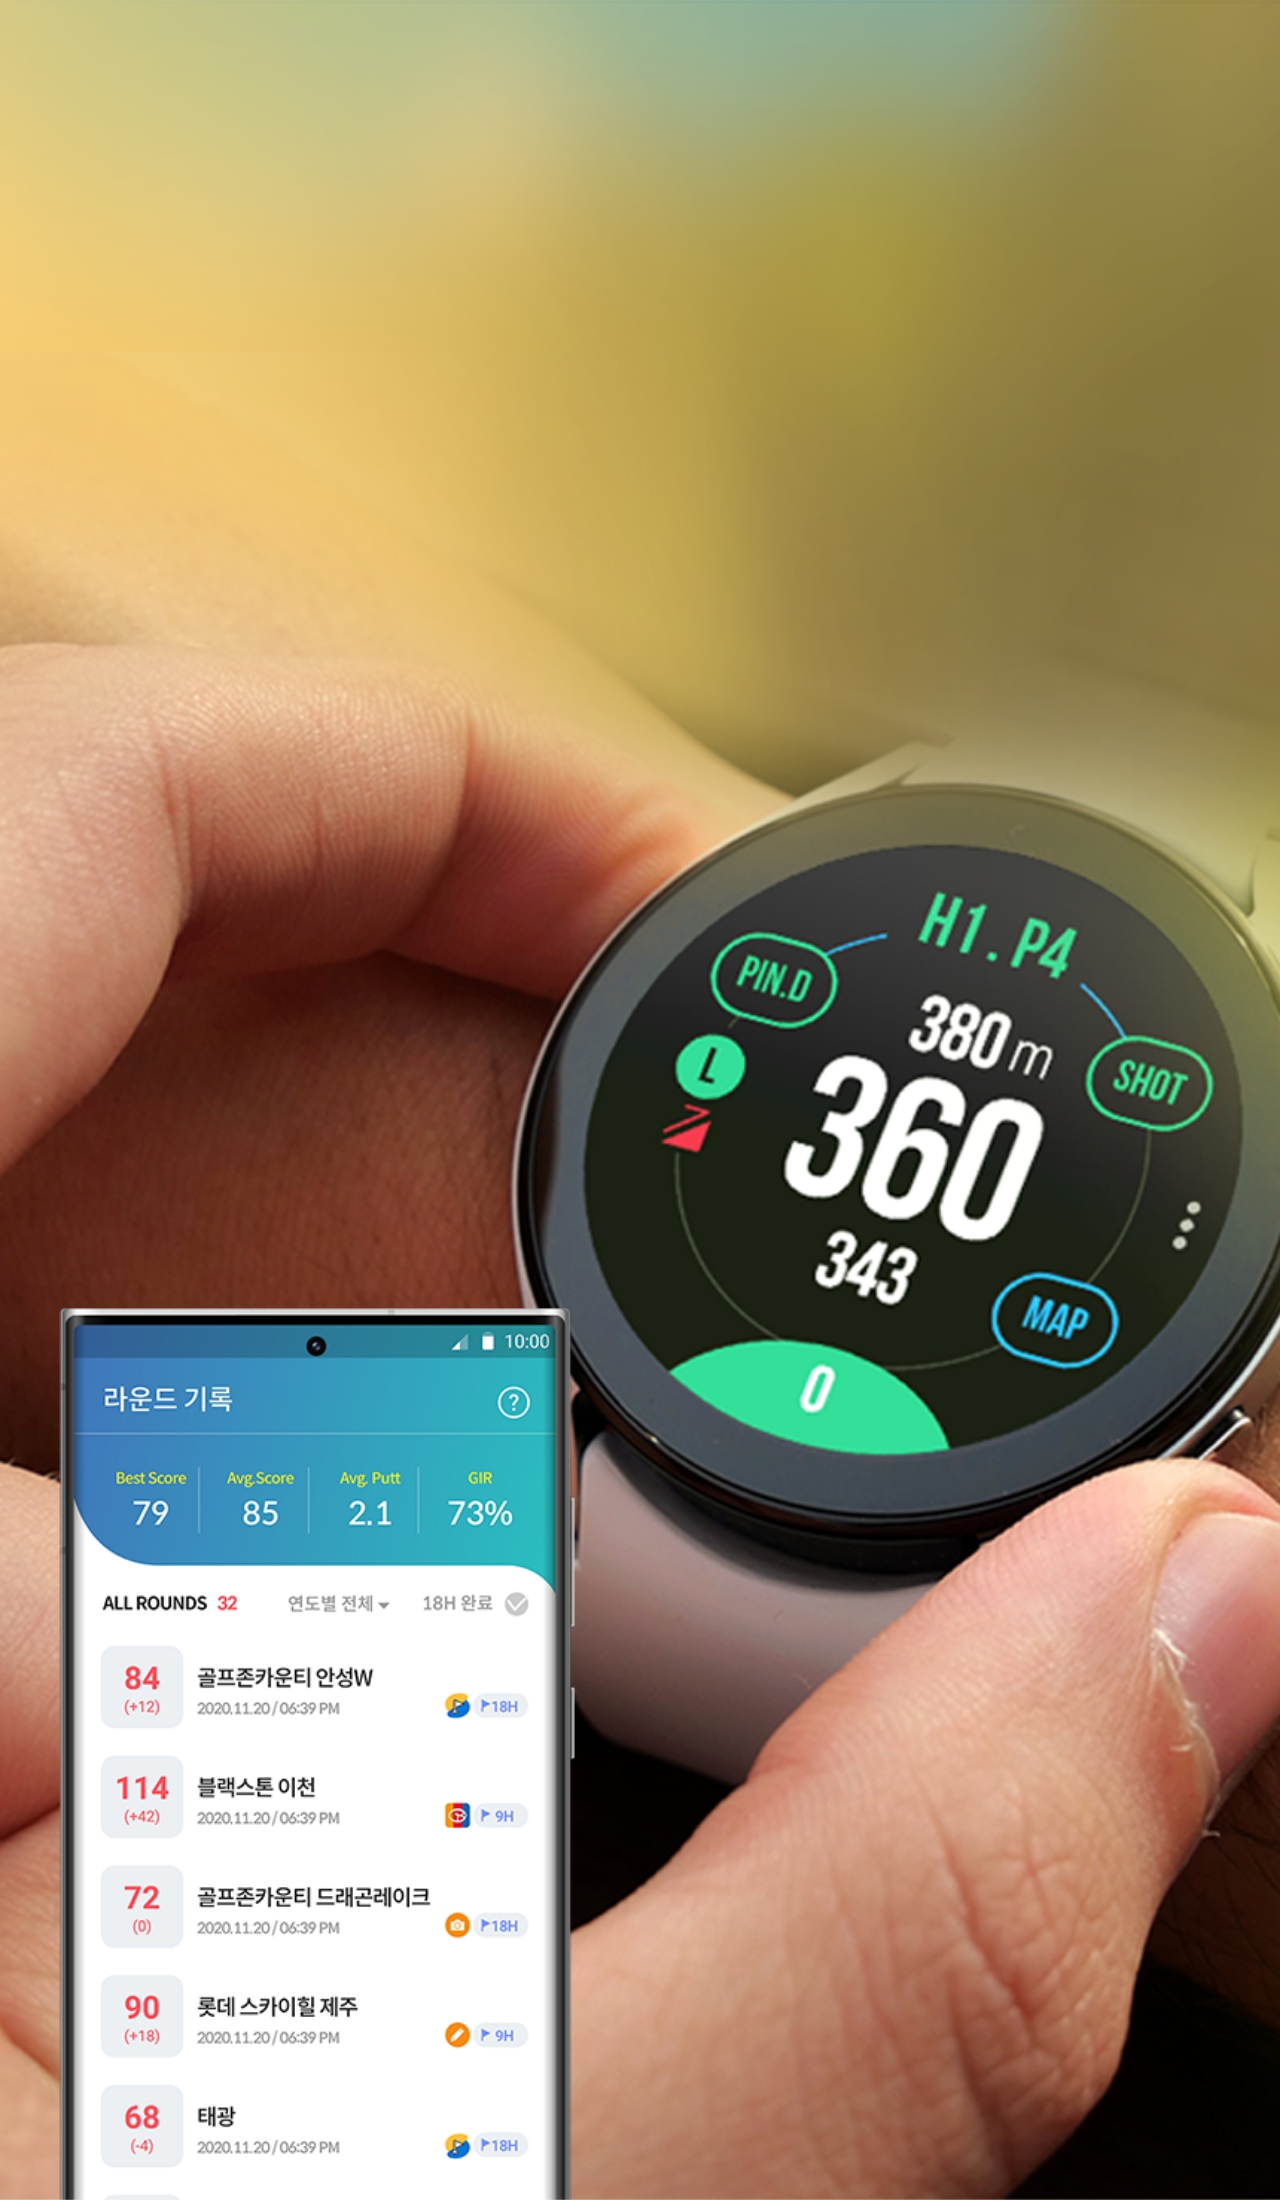 H1. P4
PIN.D
380 m
SHOT
L
360
343
MAP
0
10:00
라운드 기록
?
Best Score
Avg.Score
Avg. Putt
GIR
79
85
2.1
73%
ALL ROUNDS 32
연도별 전체
18H 완료
84
(+12)
골프존카운티 안성W
2020.11.20 / 06:39 PM
18H
114
(+42)
블랙스톤 이천
2020.11.20 / 06:39 PM
9H
72
(0)
골프존카운티 드래곤레이크
2020.11.20 / 06:39 PM
18H
90
(+18)
롯데 스카이힐 제주
2020.11.20 / 06:39 PM
9H
68
(-4)
태광
2020.11.20 / 06:39 PM
18H